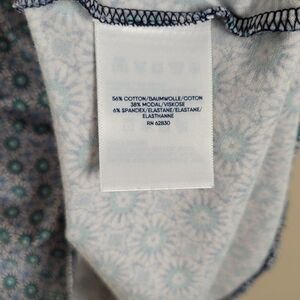 56% COTTON/BAUMWOLLE/COTON
38% MODAL/VISKOSE
6% SPANDEX/ELASTANE/ELASTANE/
ELASTHANNE
RN 62830